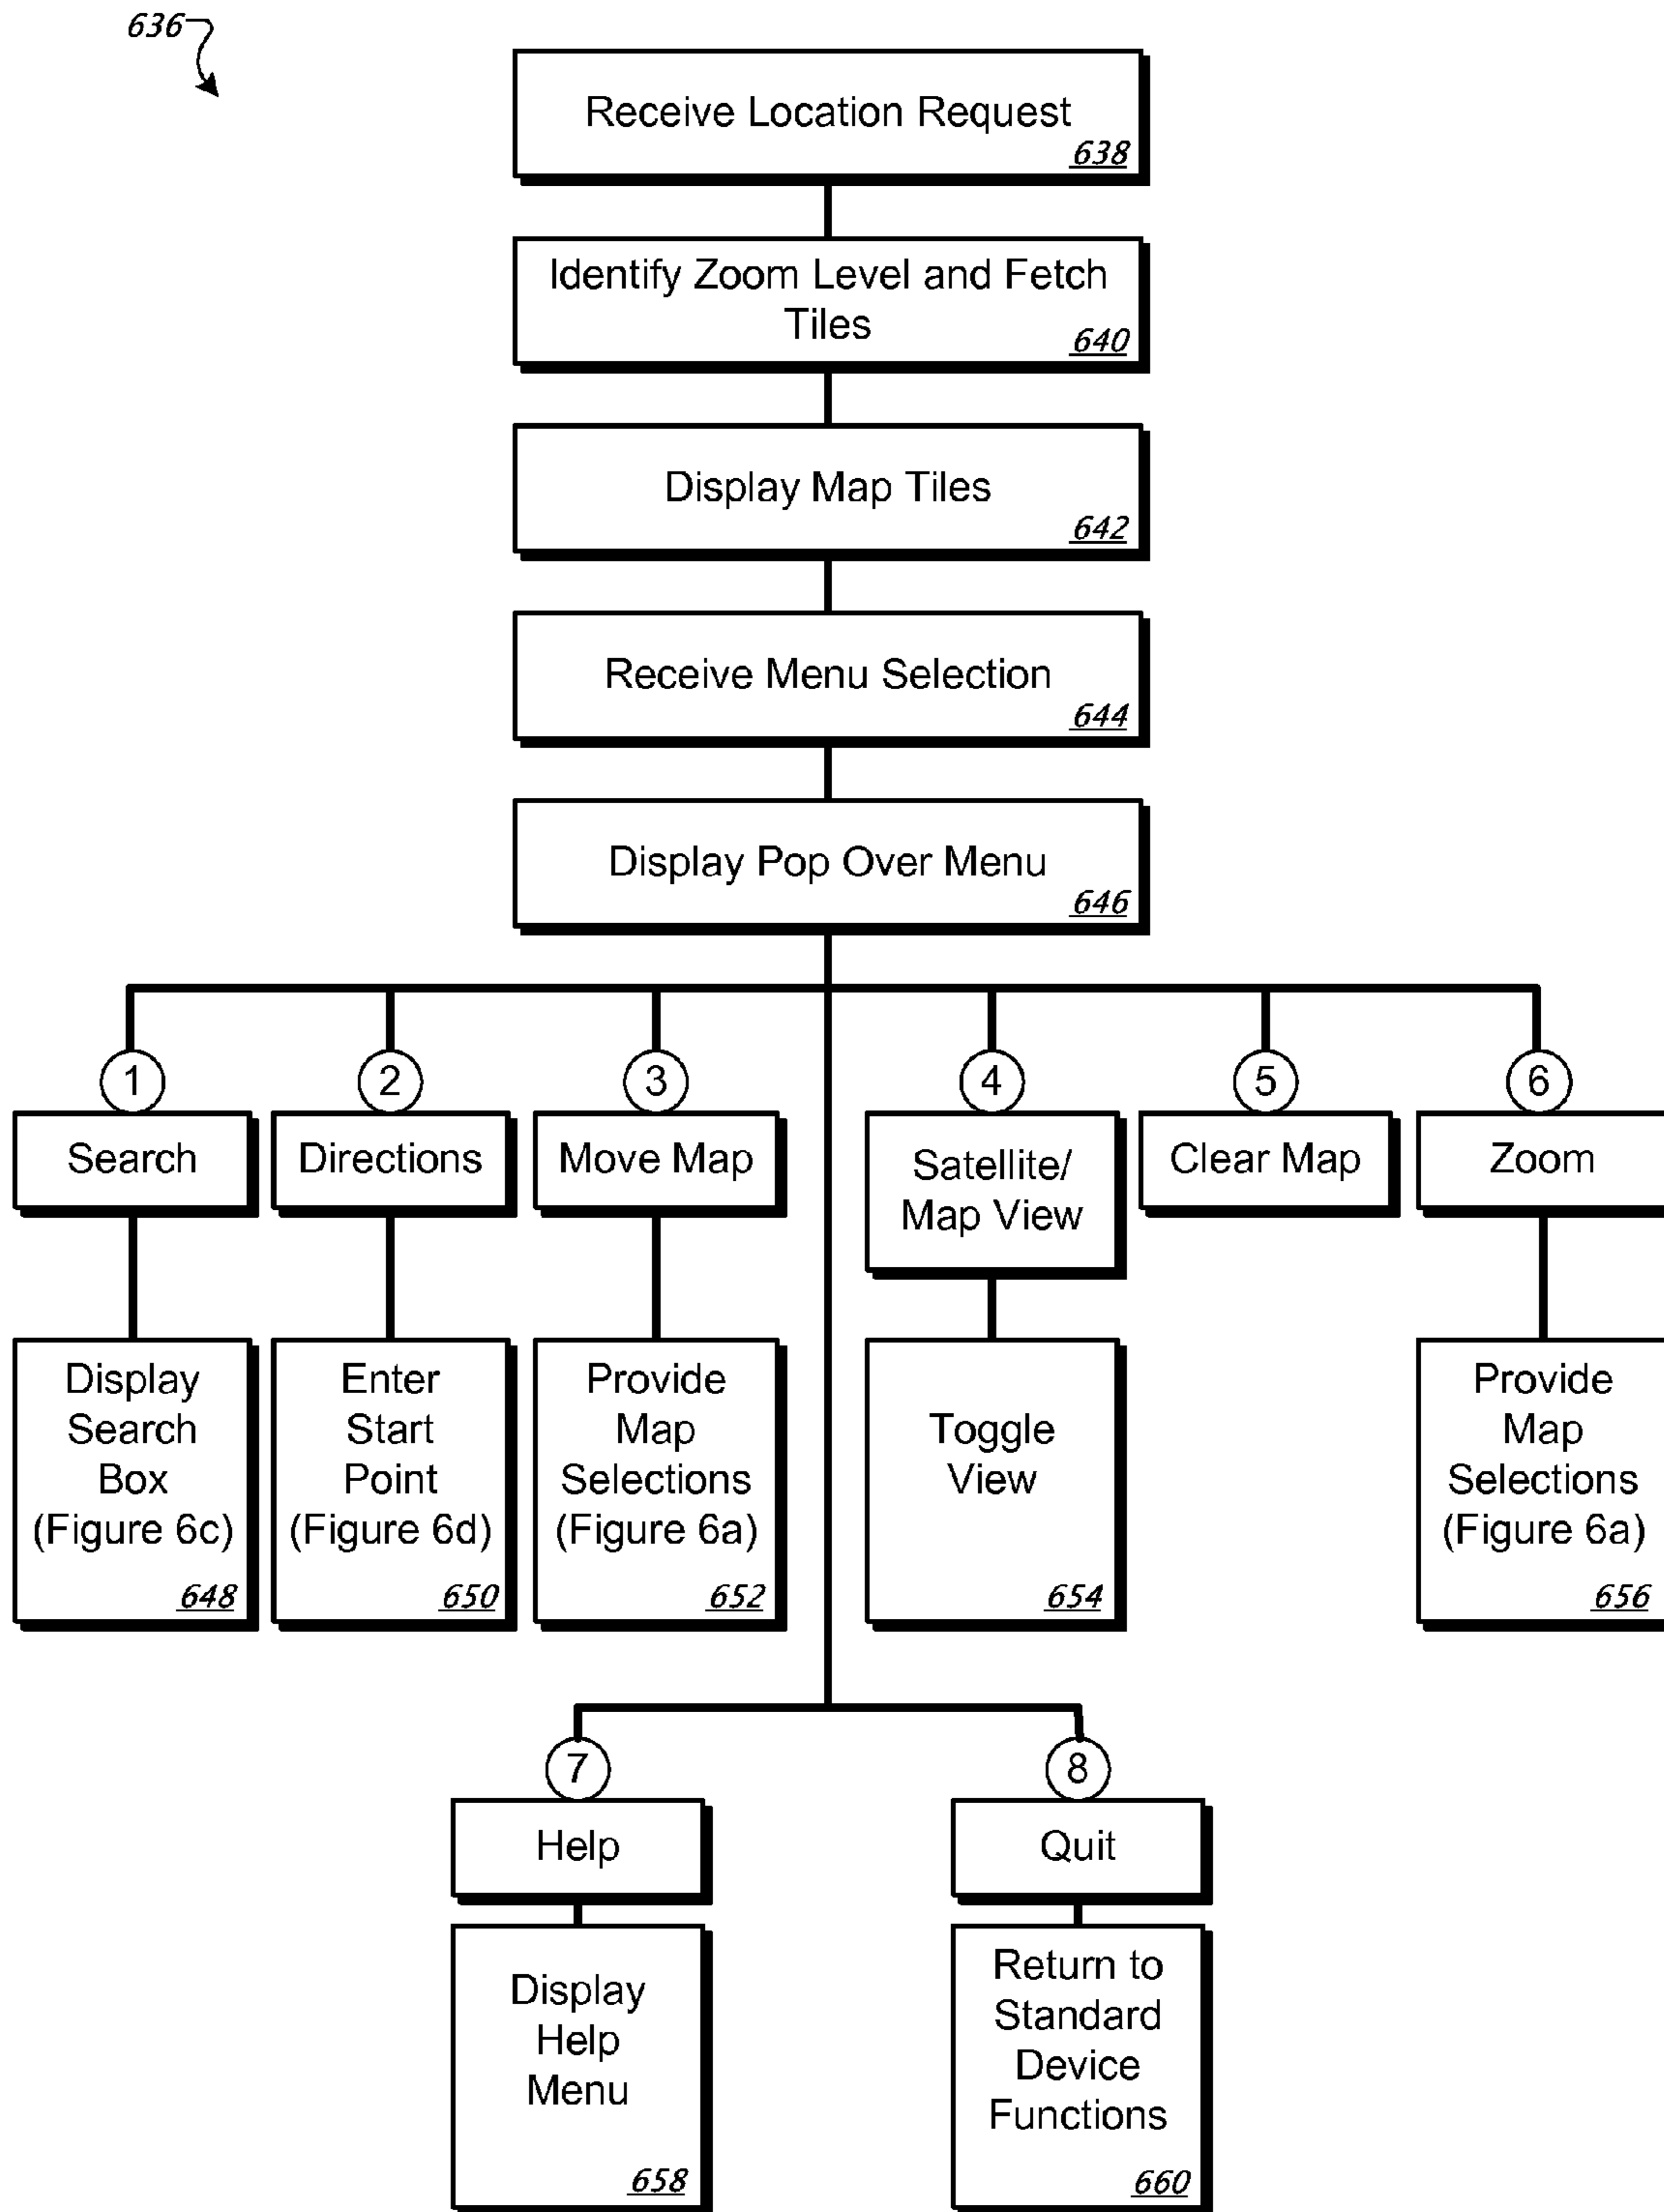 636
Receive Location Request
638
Identify Zoom Level and Fetch
Tiles
640
Display Map Tiles
642
Receive Menu Selection
644
Display Pop Over Menu
646
1
Search
Display
Search
Box
(Figure 6c)
648
2
Directions
Enter
Start
Point
(Figure 6d)
650
3
Move Map
Provide
Map
Selections
(Figure 6a)
652
4
Satellite/
Map View
Toggle
View
654
5
Clear Map
6
Zoom
Provide
Map
Selections
(Figure 6a)
656
7
Help
Display
Help
Menu
658
8
Quit
Return to
Standard
Device
Functions
660